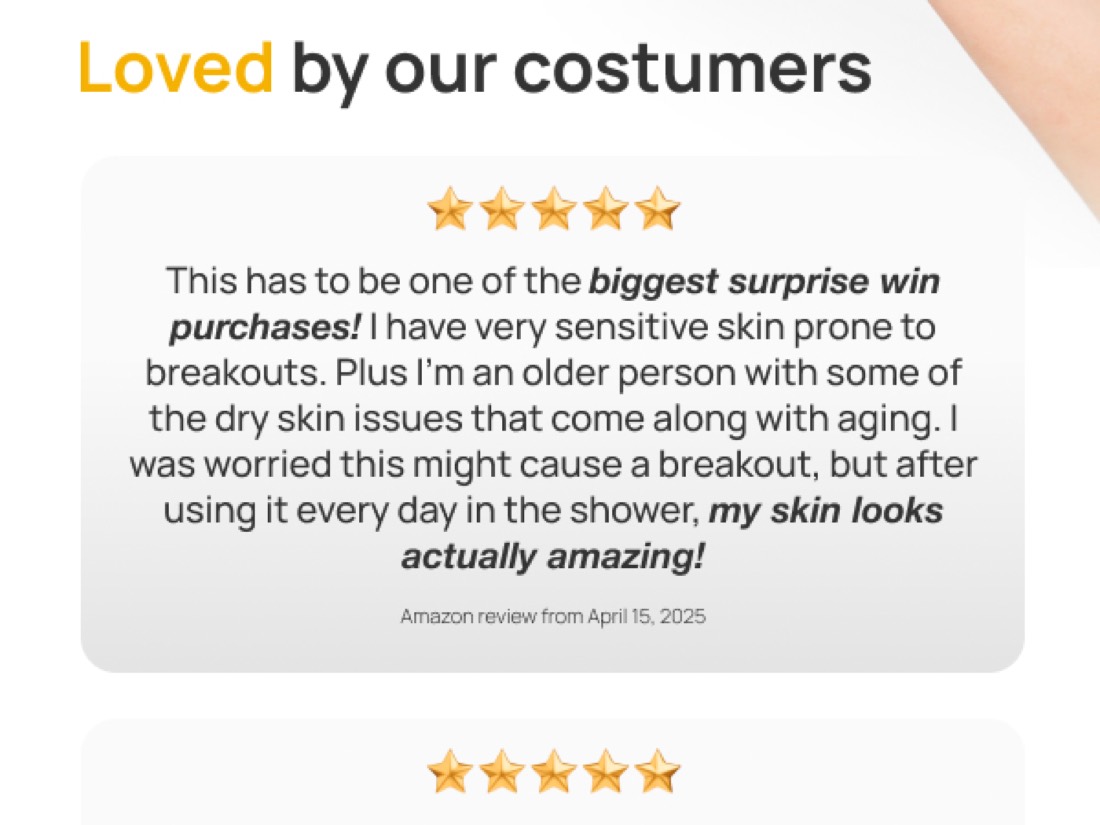 Loved by our costumers
This has to be one of the biggest surprise win
purchases! I have very sensitive skin prone to
breakouts. Plus I'm an older person with some of
the dry skin issues that come along with aging. I
was worried this might cause a breakout, but after
using it every day in the shower, my skin looks
actually amazing!
Amazon review from April 15, 2025